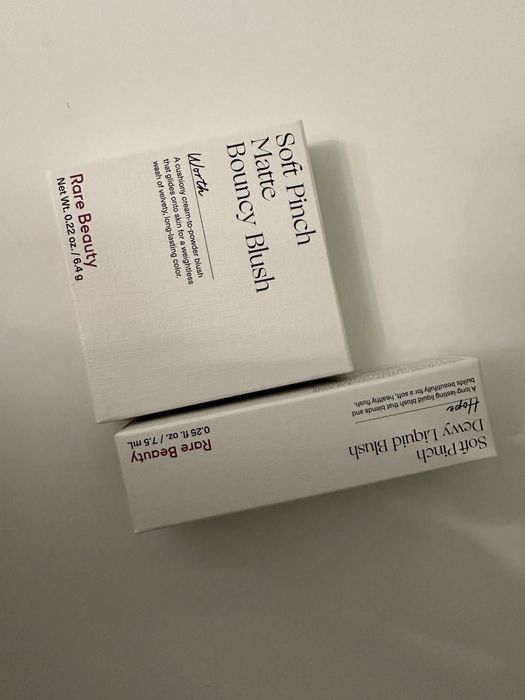 Soft Pinch
Matte
Bouncy Blush
Worth
A cushiony cream-to-powder blush
that glides onto skin for a weightless
wash of velvety, long-lasting color.
Rare Beauty
Net Wt. 0.22 oz. / 6.4 g
Soft Pinch
Dewy Liquid Blush
Hope
A long-lasting liquid blush that blends and
builds beautifully for a soft, healthy flush.
Rare Beauty
0.25 fl. oz. / 7.5 mL